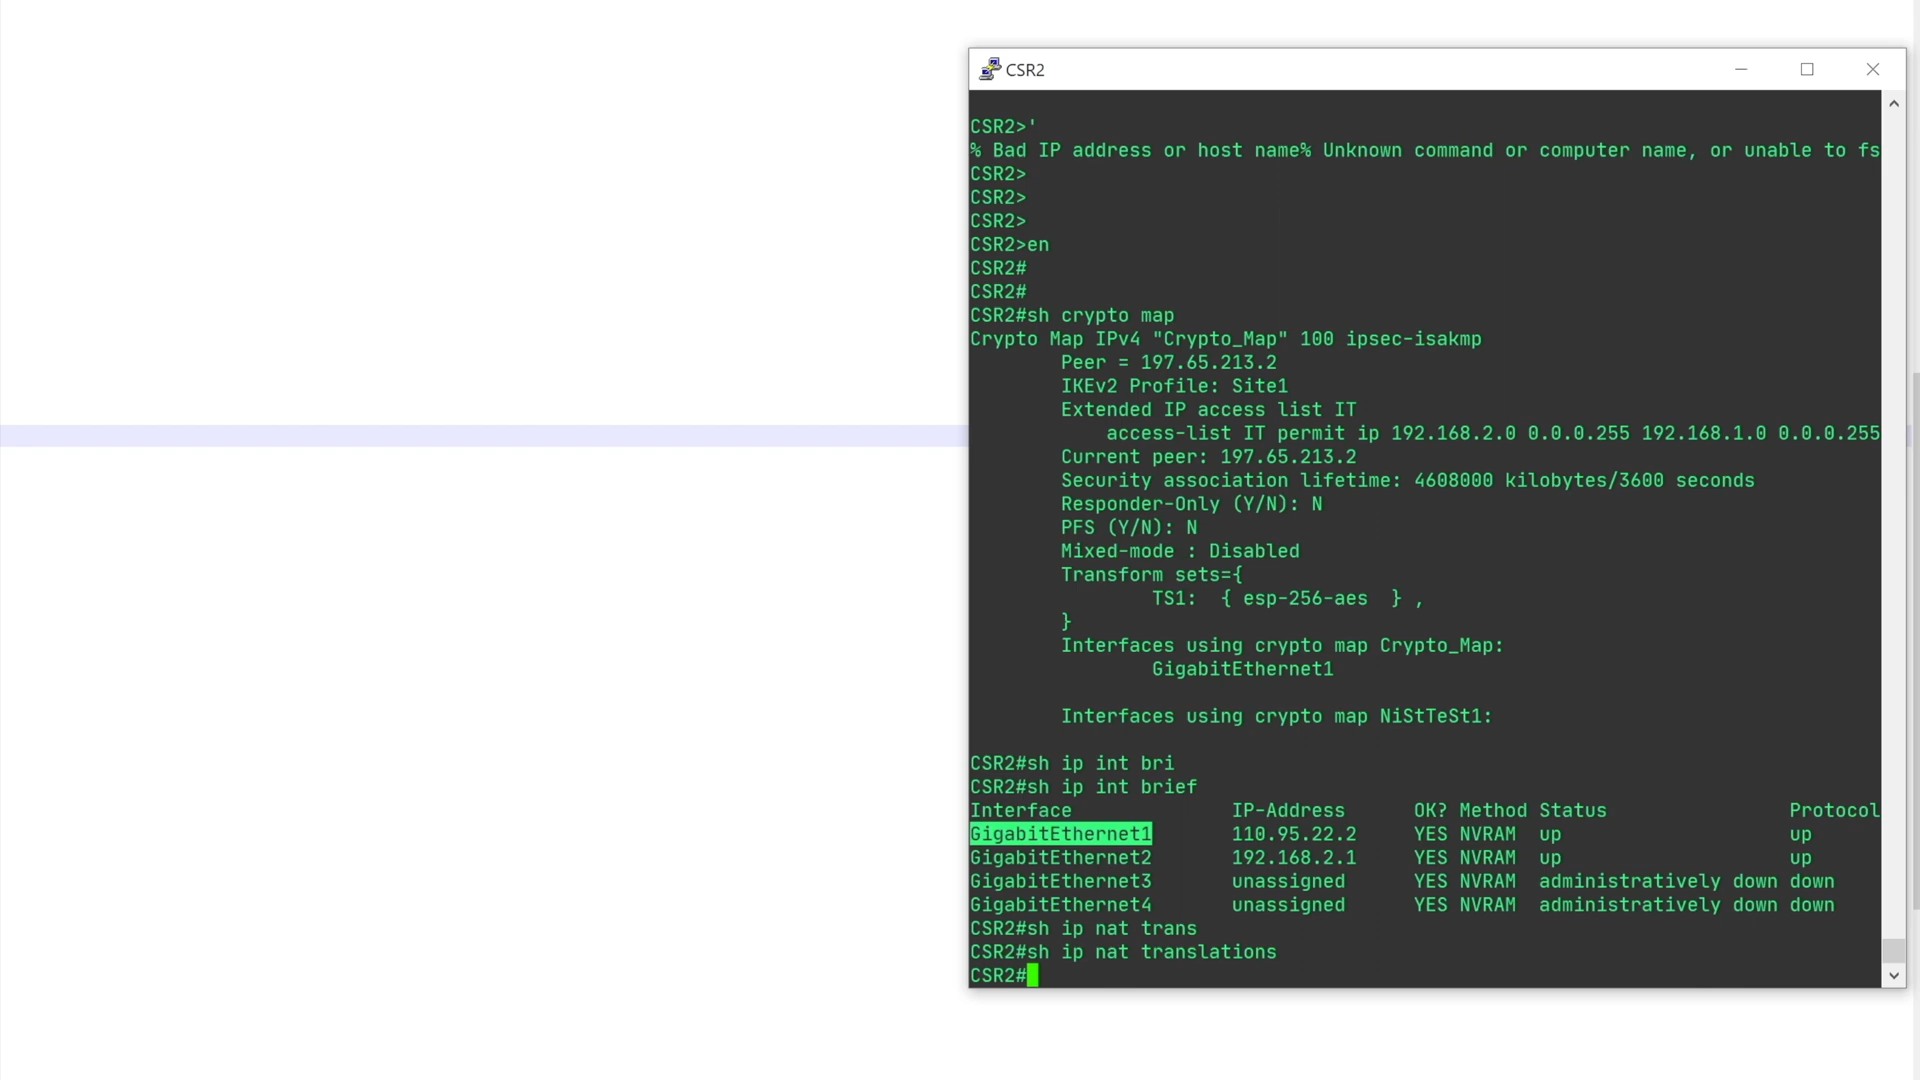 CSR2
CSR2>'
% Bad IP address or host name% Unknown command or computer name, or unable to fs
CSR2>
CSR2>
CSR2>
CSR2>en
CSR2#
CSR2#
CSR2#sh crypto map
Crypto Map IPv4 "Crypto_Map" 100 ipsec-isakmp
Peer = 197.65.213.2
IKEv2 Profile: Site1
Extended IP access list IT
access-list IT permit ip 192.168.2.0 0.0.0.255 192.168.1.0 0.0.0.255
Current peer: 197.65.213.2
Security association lifetime: 4608000 kilobytes/3600 seconds
Responder-Only (Y/N): N
PFS (Y/N): N
Mixed-mode : Disabled
Transform sets={
TS1:  { esp-256-aes  } ,
}
Interfaces using crypto map Crypto_Map:
GigabitEthernet1
Interfaces using crypto map NiStTeSt1:
CSR2#sh ip int bri
CSR2#sh ip int brief
Interface IP-Address OK? Method Status Protocol
GigabitEthernet1 110.95.22.2 YES NVRAM up up
GigabitEthernet2 192.168.2.1 YES NVRAM up up
GigabitEthernet3 unassigned YES NVRAM administratively down down
GigabitEthernet4 unassigned YES NVRAM administratively down down
CSR2#sh ip nat trans
CSR2#sh ip nat translations
CSR2#